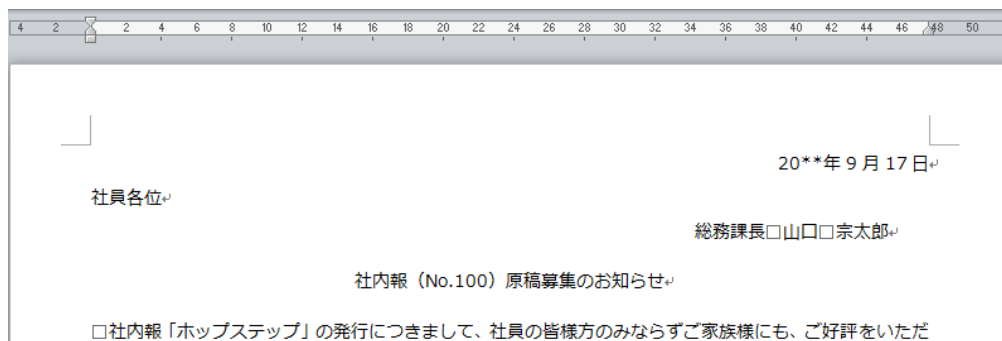 4 2 2 4 6 8 10 12 14 16 18 20 22 24 26 28 30 32 34 36 38 40 42 44 46 48 50
20**年 9 月 17 日↵
社員各位↵
総務課長□山口□宗太郎↵
社内報（No.100）原稿募集のお知らせ↵
□社内報「ホップステップ」の発行につきまして、社員の皆様方のみならずご家族様にも、ご好評をいただ